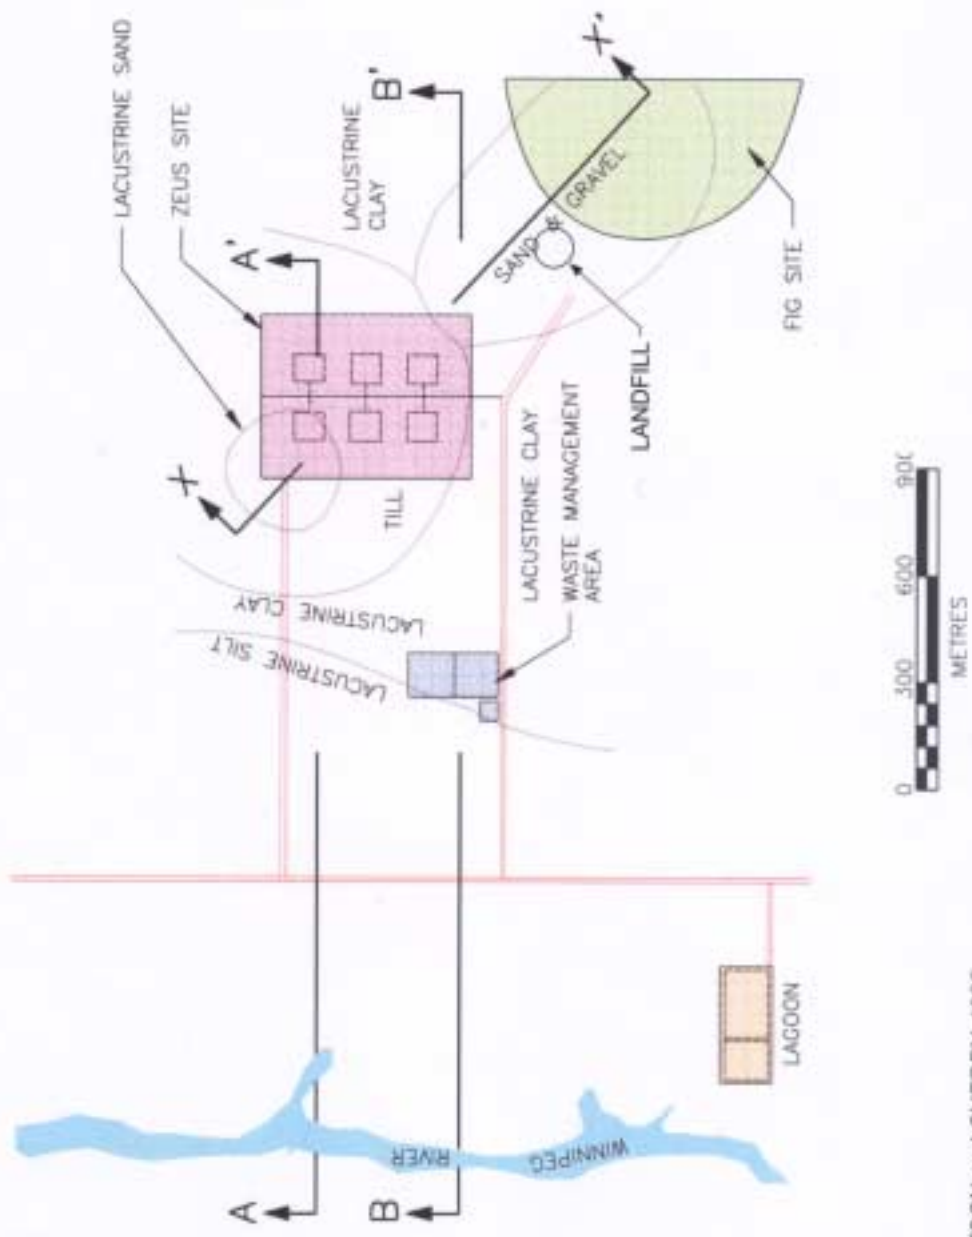 LACUSTRINE SAND
ZEUS SITE
A'
LACUSTRINE
CLAY
B'
X'
X
TILL
SAND & GRAVEL
LACUSTRINE CLAY
LACUSTRINE SILT
LACUSTRINE CLAY
WASTE MANAGEMENT
AREA
LANDFILL
FIG SITE
A
B
WINNIPEG RIVER
LAGOON
0 300 600 900
METRES